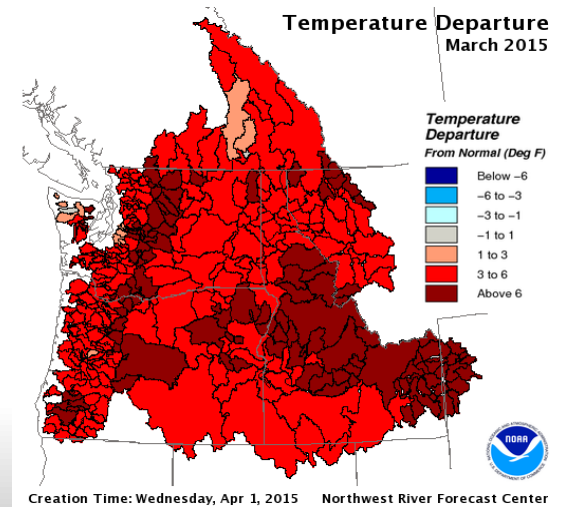 Temperature Departure
March 2015
Temperature
Departure
From Normal (Deg F)
Below −6
−6 to −3
−3 to −1
−1 to 1
1 to 3
3 to 6
Above 6
NOAA
Creation Time: Wednesday, Apr 1, 2015 Northwest River Forecast Center